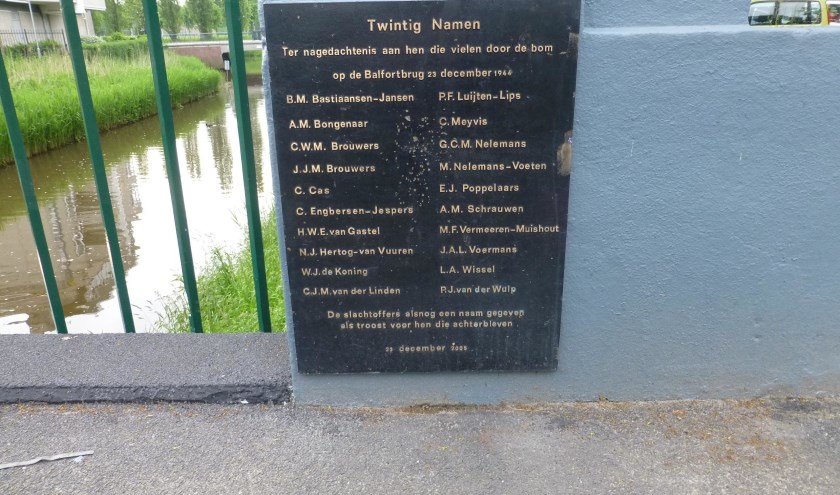 Twintig Namen
Ter nagedachtenis aan hen die vielen door de bom
op de Balfortbrug 23 december 1944
B.M. Bastiaansen-Jansen
A.M. Bongenaar
C.W.M. Brouwers
J.J.M. Brouwers
C. Cas
C. Engbersen-Jespers
H.W.E. van Gastel
N.J. Hertog-van Vuuren
W.J. de Koning
C.J.M. van der Linden
P.F. Luijten-Lips
C. Meyvis
G.C.M. Nelemans
M. Nelemans-Voeten
E.J. Poppelaars
A.M. Schrauwen
M.F. Vermeeren-Muishout
J.A.L. Voermans
L.A. Wissel
P.J. van der Wulp
De slachtoffers alsnog een naam gegeven
als troost voor hen die achterbleven
december